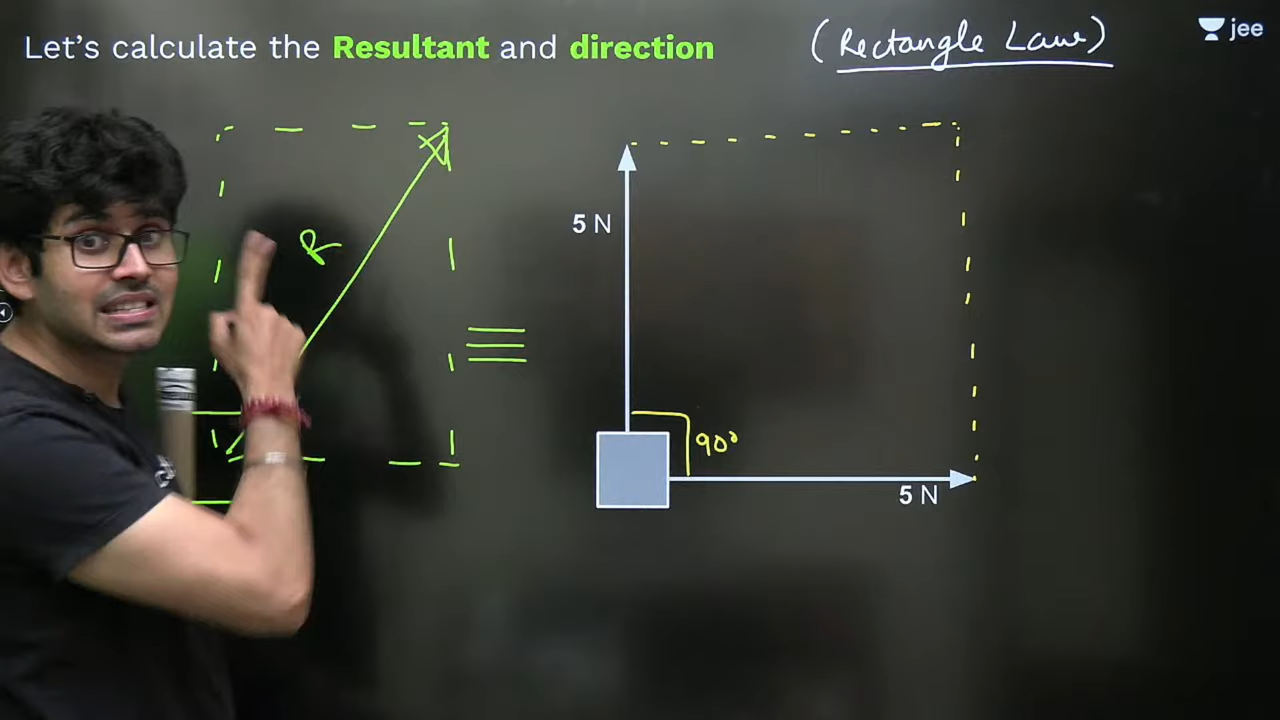 Let's calculate the Resultant and direction
(Rectangle Law)
jee
R
5 N
90°
5 N